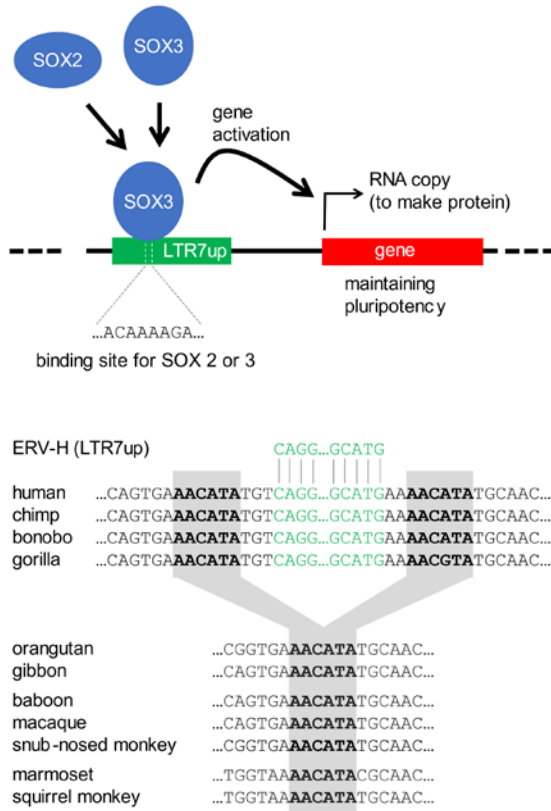 SOX2
SOX3
gene
activation
SOX3
RNA copy
(to make protein)
LTR7up
gene
maintaining
pluripotency
...ACAAAAGA...
binding site for SOX 2 or 3
ERV-H (LTR7up) CAGG...GCATG
human ...CAGTGAAACATATGTCAGG...GCATGAAAACATATGCAAC...
chimp ...CAGTGAAACATATGTCAGG...GCATGAAAACATATGCAAC...
bonobo ...CAGTGAAACATATGTCAGG...GCATGAAAACATATGCAAC...
gorilla ...CAGTGAAACATATGTCAGG...GCATGAAAACGTATGCAAC...
orangutan ...CGGTGAAACATATGCAAC...
gibbon ...CAGTGAAACATATGCAAC...
baboon ...CAGTGAAACATATGCAAC...
macaque ...CAGTGAAACATATGCAAC...
snub-nosed monkey ...CGGTGAAACATATGCAAC...
marmoset ...TGGTAAAACATACGCAAC...
squirrel monkey ...TGGTAAAACATATGCAAC...